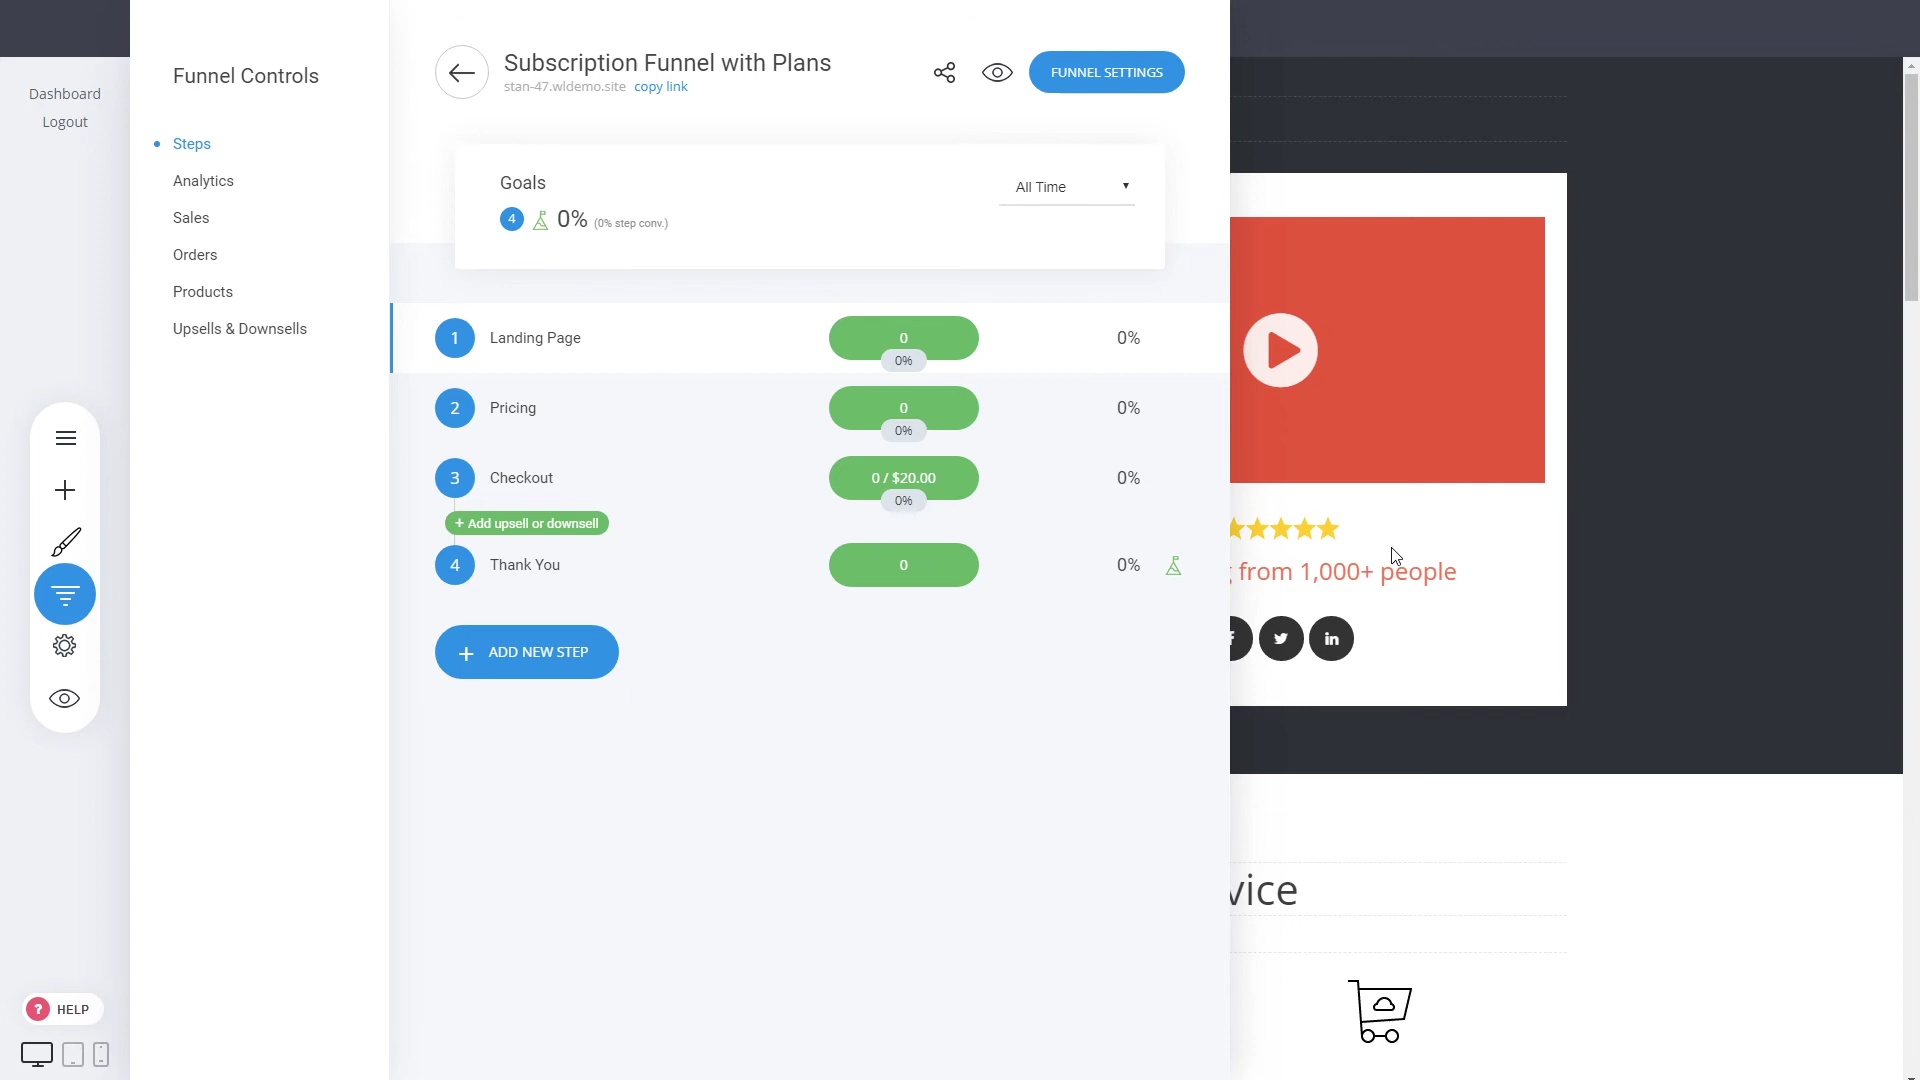 Dashboard
Logout
Funnel Controls
Steps
Analytics
Sales
Orders
Products
Upsells & Downsells
? HELP
Subscription Funnel with Plans
stan-47.wldemo.site copy link
FUNNEL SETTINGS
Goals
All Time
4 0% (0% step conv.)
1 Landing Page 0 0%
0%
2 Pricing 0 0%
0%
3 Checkout 0 / $20.00 0%
0%
+ Add upsell or downsell
4 Thank You 0 0%
+ ADD NEW STEP
from 1,000+ people
vice